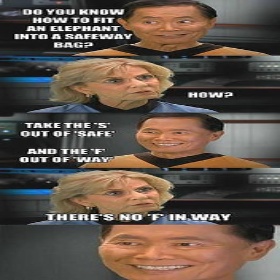 DO YOU KNOW
HOW TO FIT
AN ELEPHANT
INTO A SAFEWAY
BAG?
HOW?
TAKE THE 'S'
OUT OF 'SAFE'
AND THE 'F'
OUT OF 'WAY'
THERE'S NO 'F' IN WAY